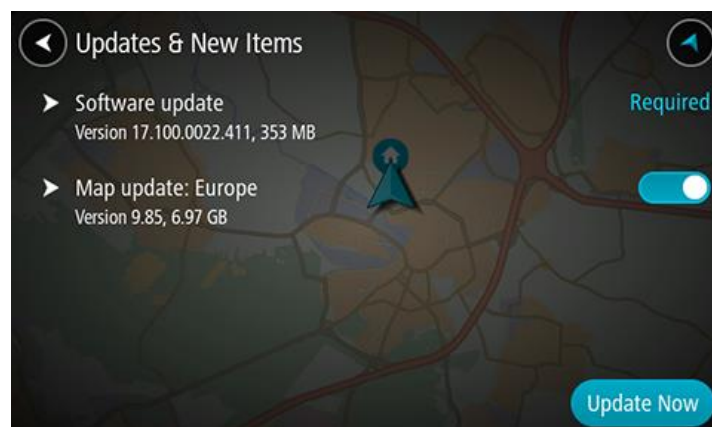 Updates & New Items
Software update
Required
Version 17.100.0022.411, 353 MB
Map update: Europe
Version 9.85, 6.97 GB
Update Now